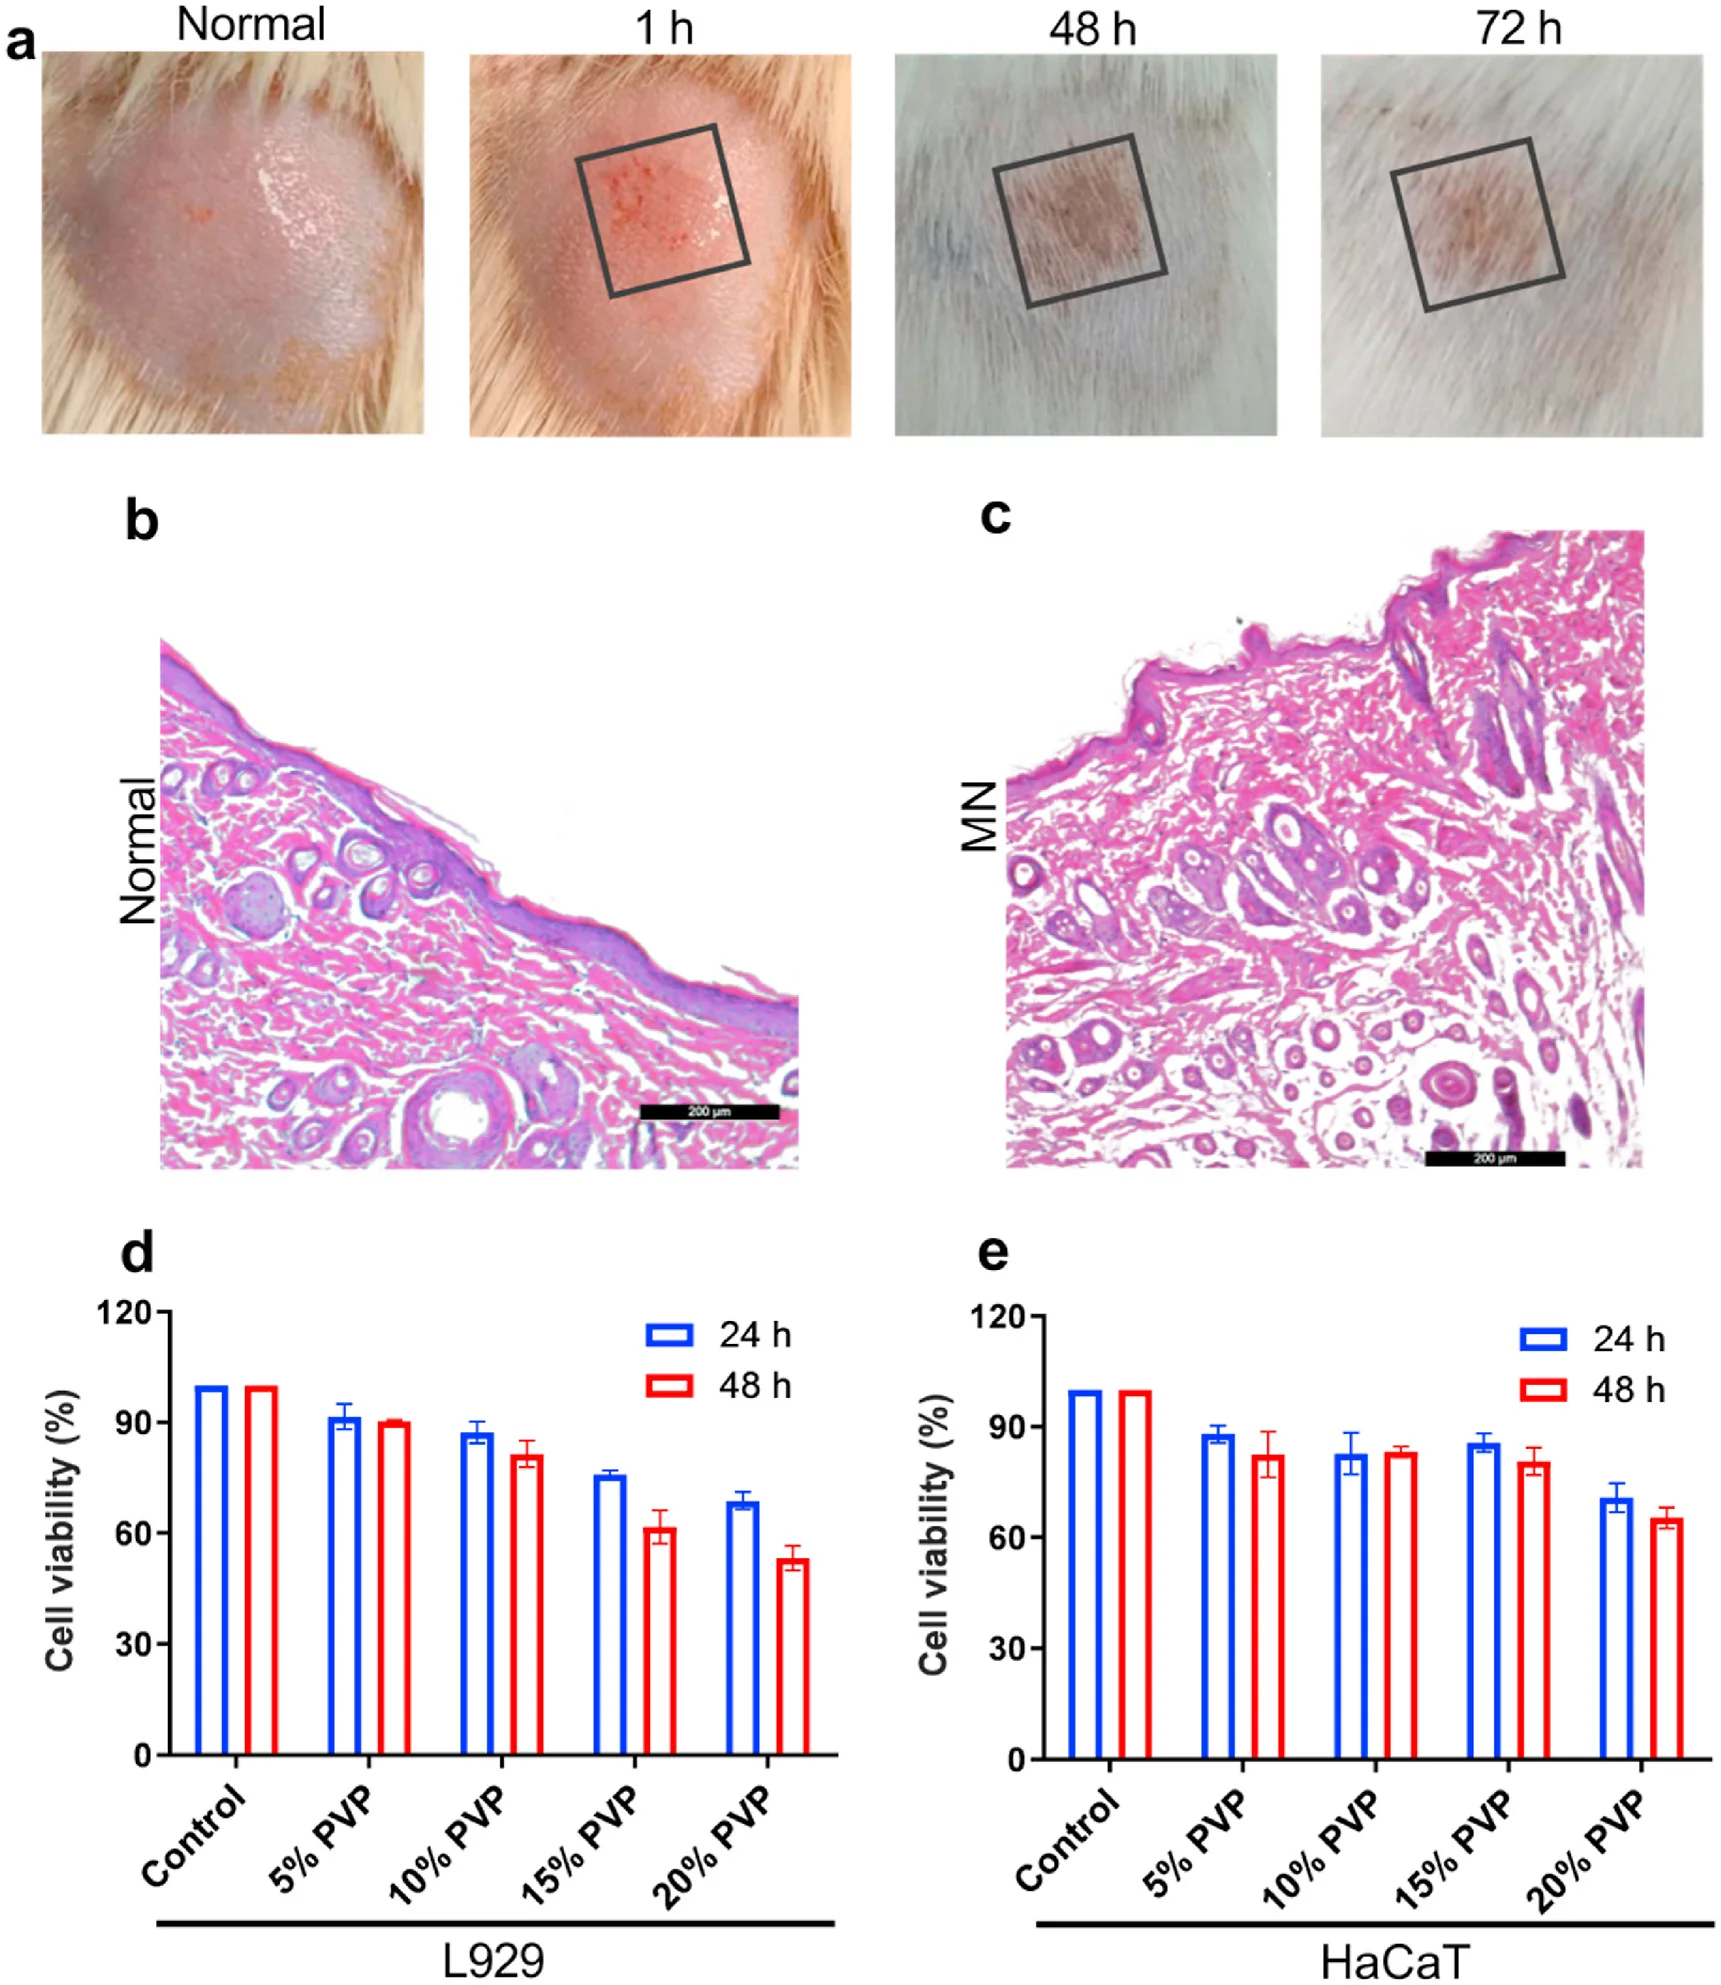 a
Normal
1 h
48 h
72 h
b
c
Normal
MN
200 µm
200 µm
d
e
120
90
60
30
0
Cell viability (%)
24 h
48 h
Control
5% PVP
10% PVP
15% PVP
20% PVP
L929
120
90
60
30
0
Cell viability (%)
24 h
48 h
Control
5% PVP
10% PVP
15% PVP
20% PVP
HaCaT